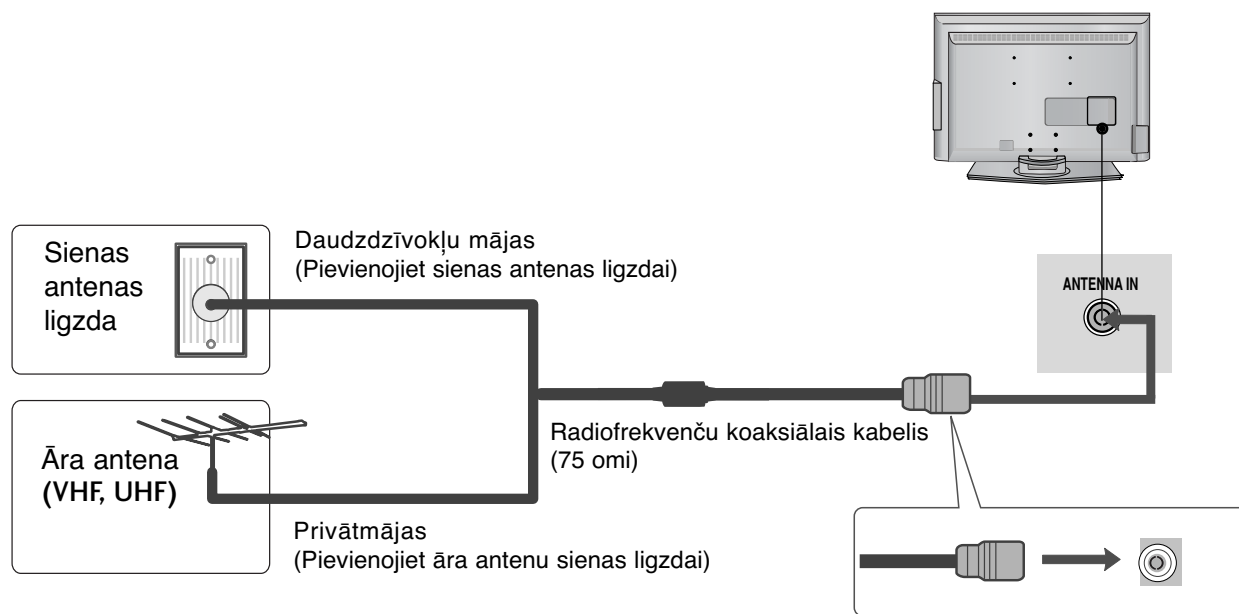 Sienas
antenas
ligzda
Daudzdzīvokļu mājas
(Pievienojiet sienas antenas ligzdai)
ANTENNA IN
Radiofrekvenču koaksiālais kabelis
(75 omi)
Āra antena
(VHF, UHF)
Privātmājas
(Pievienojiet āra antenu sienas ligzdai)